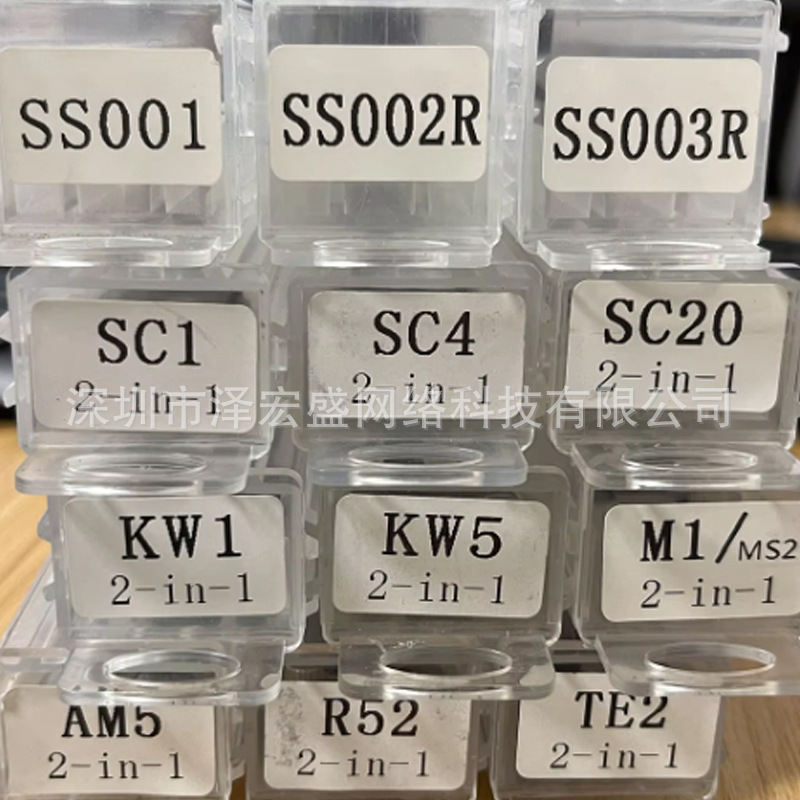 SS001
SS002R
SS003R
SC1
2-in-1
SC4
2-in-1
SC20
2-in-1
深圳市泽宏盛网络科技有限公司
KW1
2-in-1
KW5
2-in-1
M1/MS2
2-in-1
AM5
2-in-1
R52
2-in-1
TE2
2-in-1